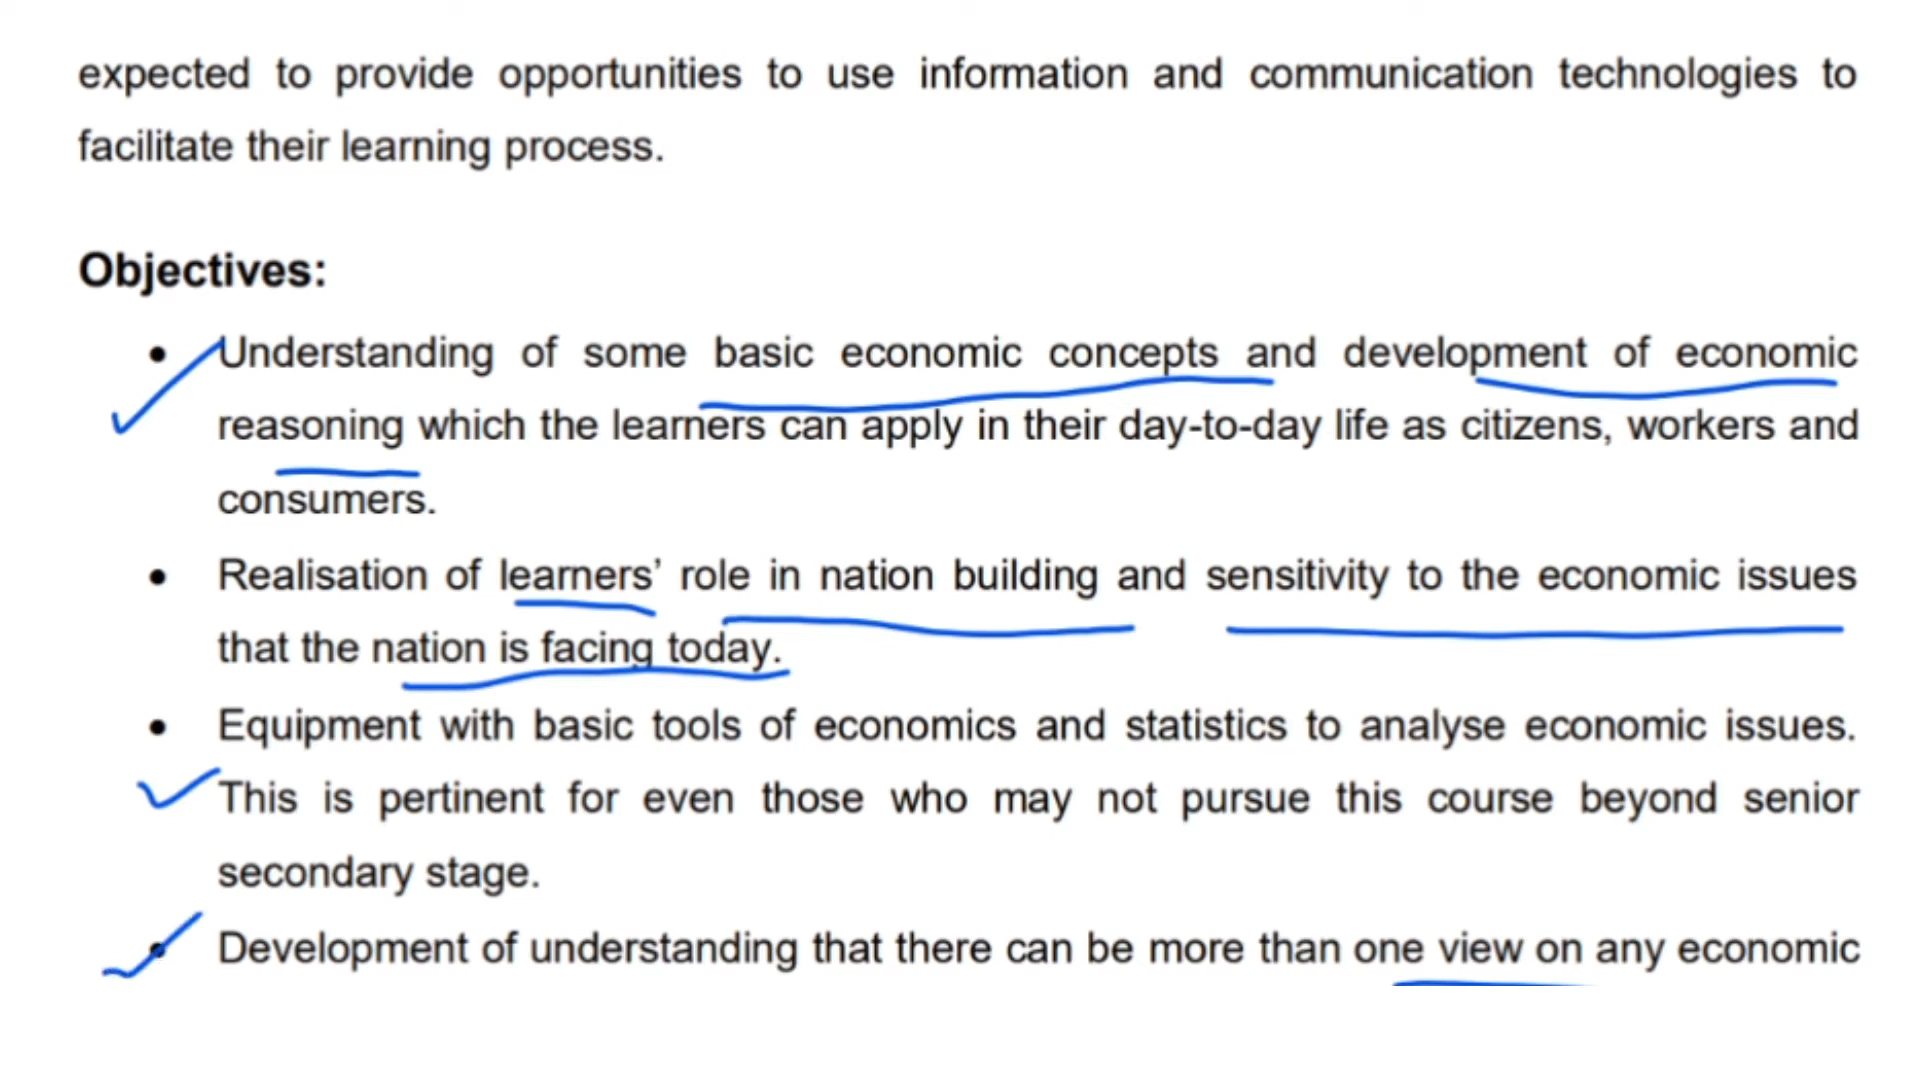 expected to provide opportunities to use information and communication technologies to
facilitate their learning process.
Objectives:
• Understanding of some basic economic concepts and development of economic
reasoning which the learners can apply in their day-to-day life as citizens, workers and
consumers.
• Realisation of learners’ role in nation building and sensitivity to the economic issues
that the nation is facing today.
• Equipment with basic tools of economics and statistics to analyse economic issues.
This is pertinent for even those who may not pursue this course beyond senior
secondary stage.
• Development of understanding that there can be more than one view on any economic